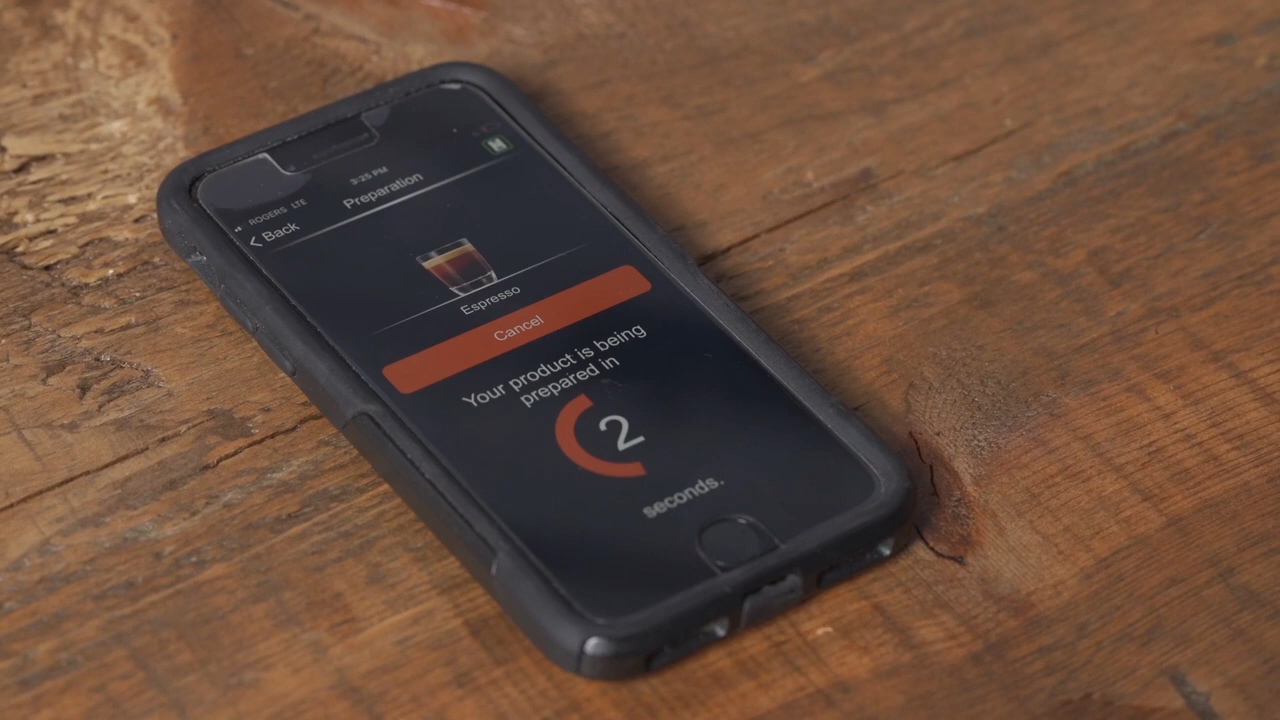 ROGERS LTE
3:25 PM
< Back
Preparation
Espresso
Cancel
Your product is being
prepared in
2
seconds.